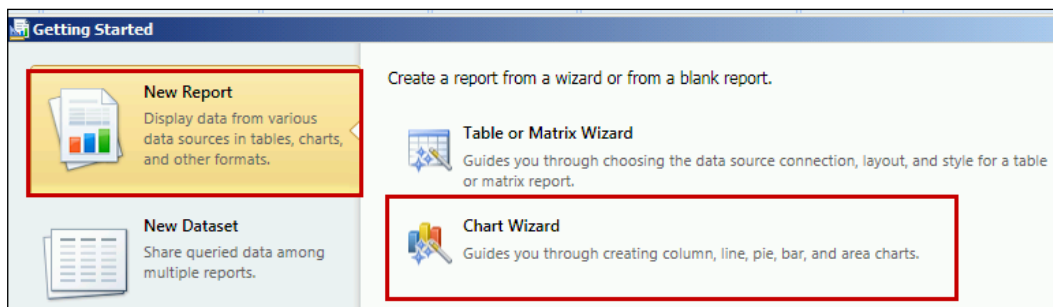 Getting Started
New Report
Display data from various
data sources in tables, charts,
and other formats.
New Dataset
Share queried data among
multiple reports.
Create a report from a wizard or from a blank report.
Table or Matrix Wizard
Guides you through choosing the data source connection, layout, and style for a table
or matrix report.
Chart Wizard
Guides you through creating column, line, pie, bar, and area charts.